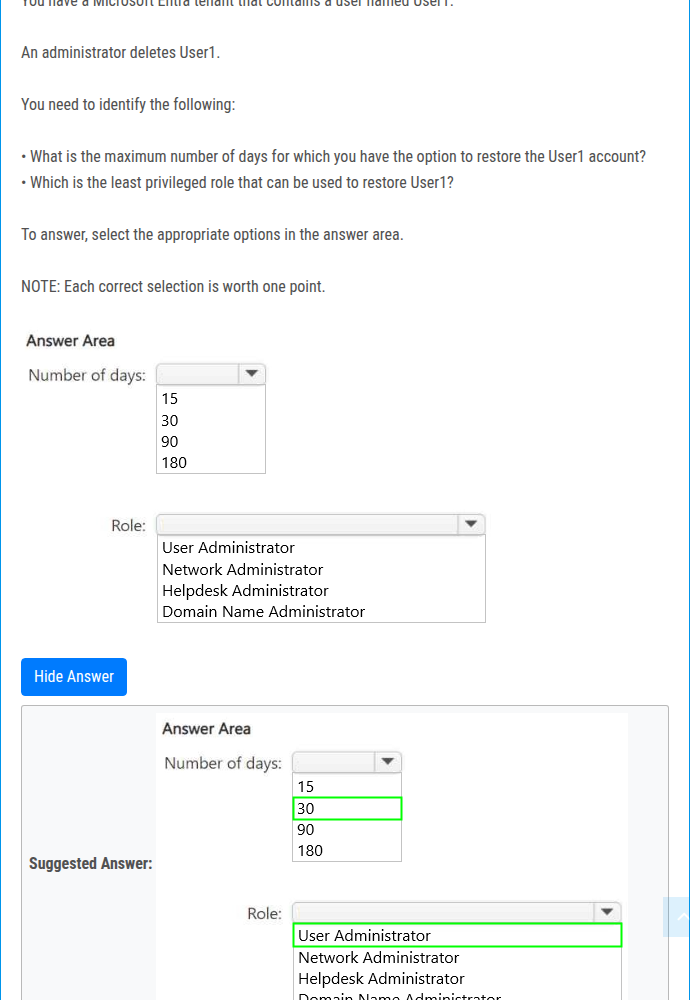 You have a Microsoft Entra tenant that contains a user named User1.
An administrator deletes User1.
You need to identify the following:
• What is the maximum number of days for which you have the option to restore the User1 account?
• Which is the least privileged role that can be used to restore User1?
To answer, select the appropriate options in the answer area.
NOTE: Each correct selection is worth one point.
Answer Area
Number of days:
15
30
90
180
Role:
User Administrator
Network Administrator
Helpdesk Administrator
Domain Name Administrator
Hide Answer
Suggested Answer:
Answer Area
Number of days:
15
30
90
180
Role:
User Administrator
Network Administrator
Helpdesk Administrator
Domain Name Administrator